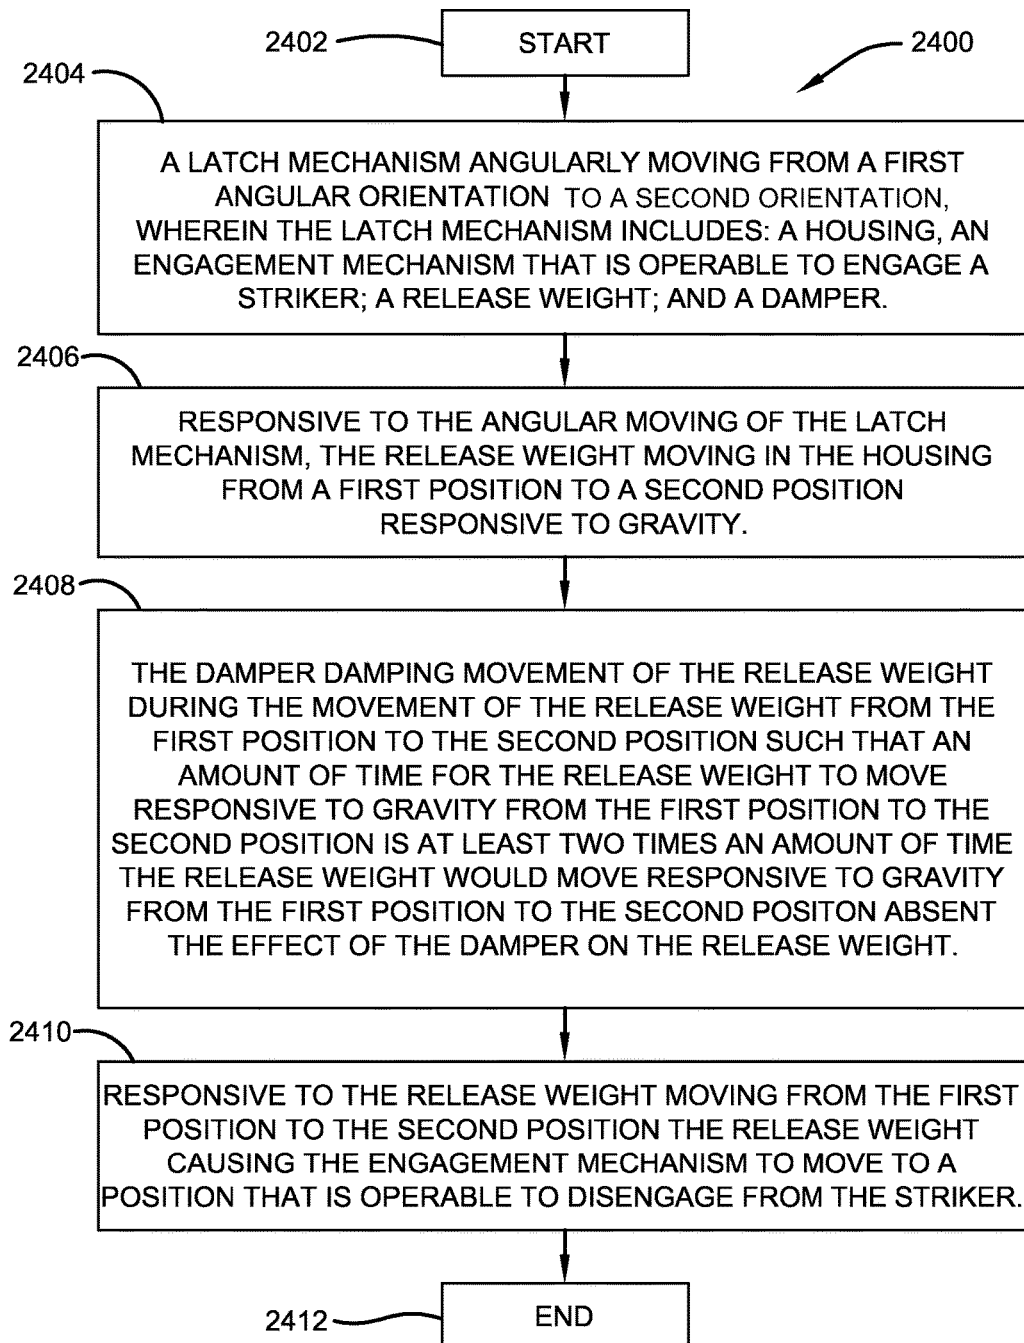 2402
START
2400
2404
A LATCH MECHANISM ANGULARLY MOVING FROM A FIRST
ANGULAR ORIENTATION TO A SECOND ORIENTATION,
WHEREIN THE LATCH MECHANISM INCLUDES: A HOUSING, AN
ENGAGEMENT MECHANISM THAT IS OPERABLE TO ENGAGE A
STRIKER; A RELEASE WEIGHT; AND A DAMPER.
2406
RESPONSIVE TO THE ANGULAR MOVING OF THE LATCH
MECHANISM, THE RELEASE WEIGHT MOVING IN THE HOUSING
FROM A FIRST POSITION TO A SECOND POSITION
RESPONSIVE TO GRAVITY.
2408
THE DAMPER DAMPING MOVEMENT OF THE RELEASE WEIGHT
DURING THE MOVEMENT OF THE RELEASE WEIGHT FROM THE
FIRST POSITION TO THE SECOND POSITION SUCH THAT AN
AMOUNT OF TIME FOR THE RELEASE WEIGHT TO MOVE
RESPONSIVE TO GRAVITY FROM THE FIRST POSITION TO THE
SECOND POSITION IS AT LEAST TWO TIMES AN AMOUNT OF TIME
THE RELEASE WEIGHT WOULD MOVE RESPONSIVE TO GRAVITY
FROM THE FIRST POSITION TO THE SECOND POSITON ABSENT
THE EFFECT OF THE DAMPER ON THE RELEASE WEIGHT.
2410
RESPONSIVE TO THE RELEASE WEIGHT MOVING FROM THE FIRST
POSITION TO THE SECOND POSITION THE RELEASE WEIGHT
CAUSING THE ENGAGEMENT MECHANISM TO MOVE TO A
POSITION THAT IS OPERABLE TO DISENGAGE FROM THE STRIKER.
2412
END